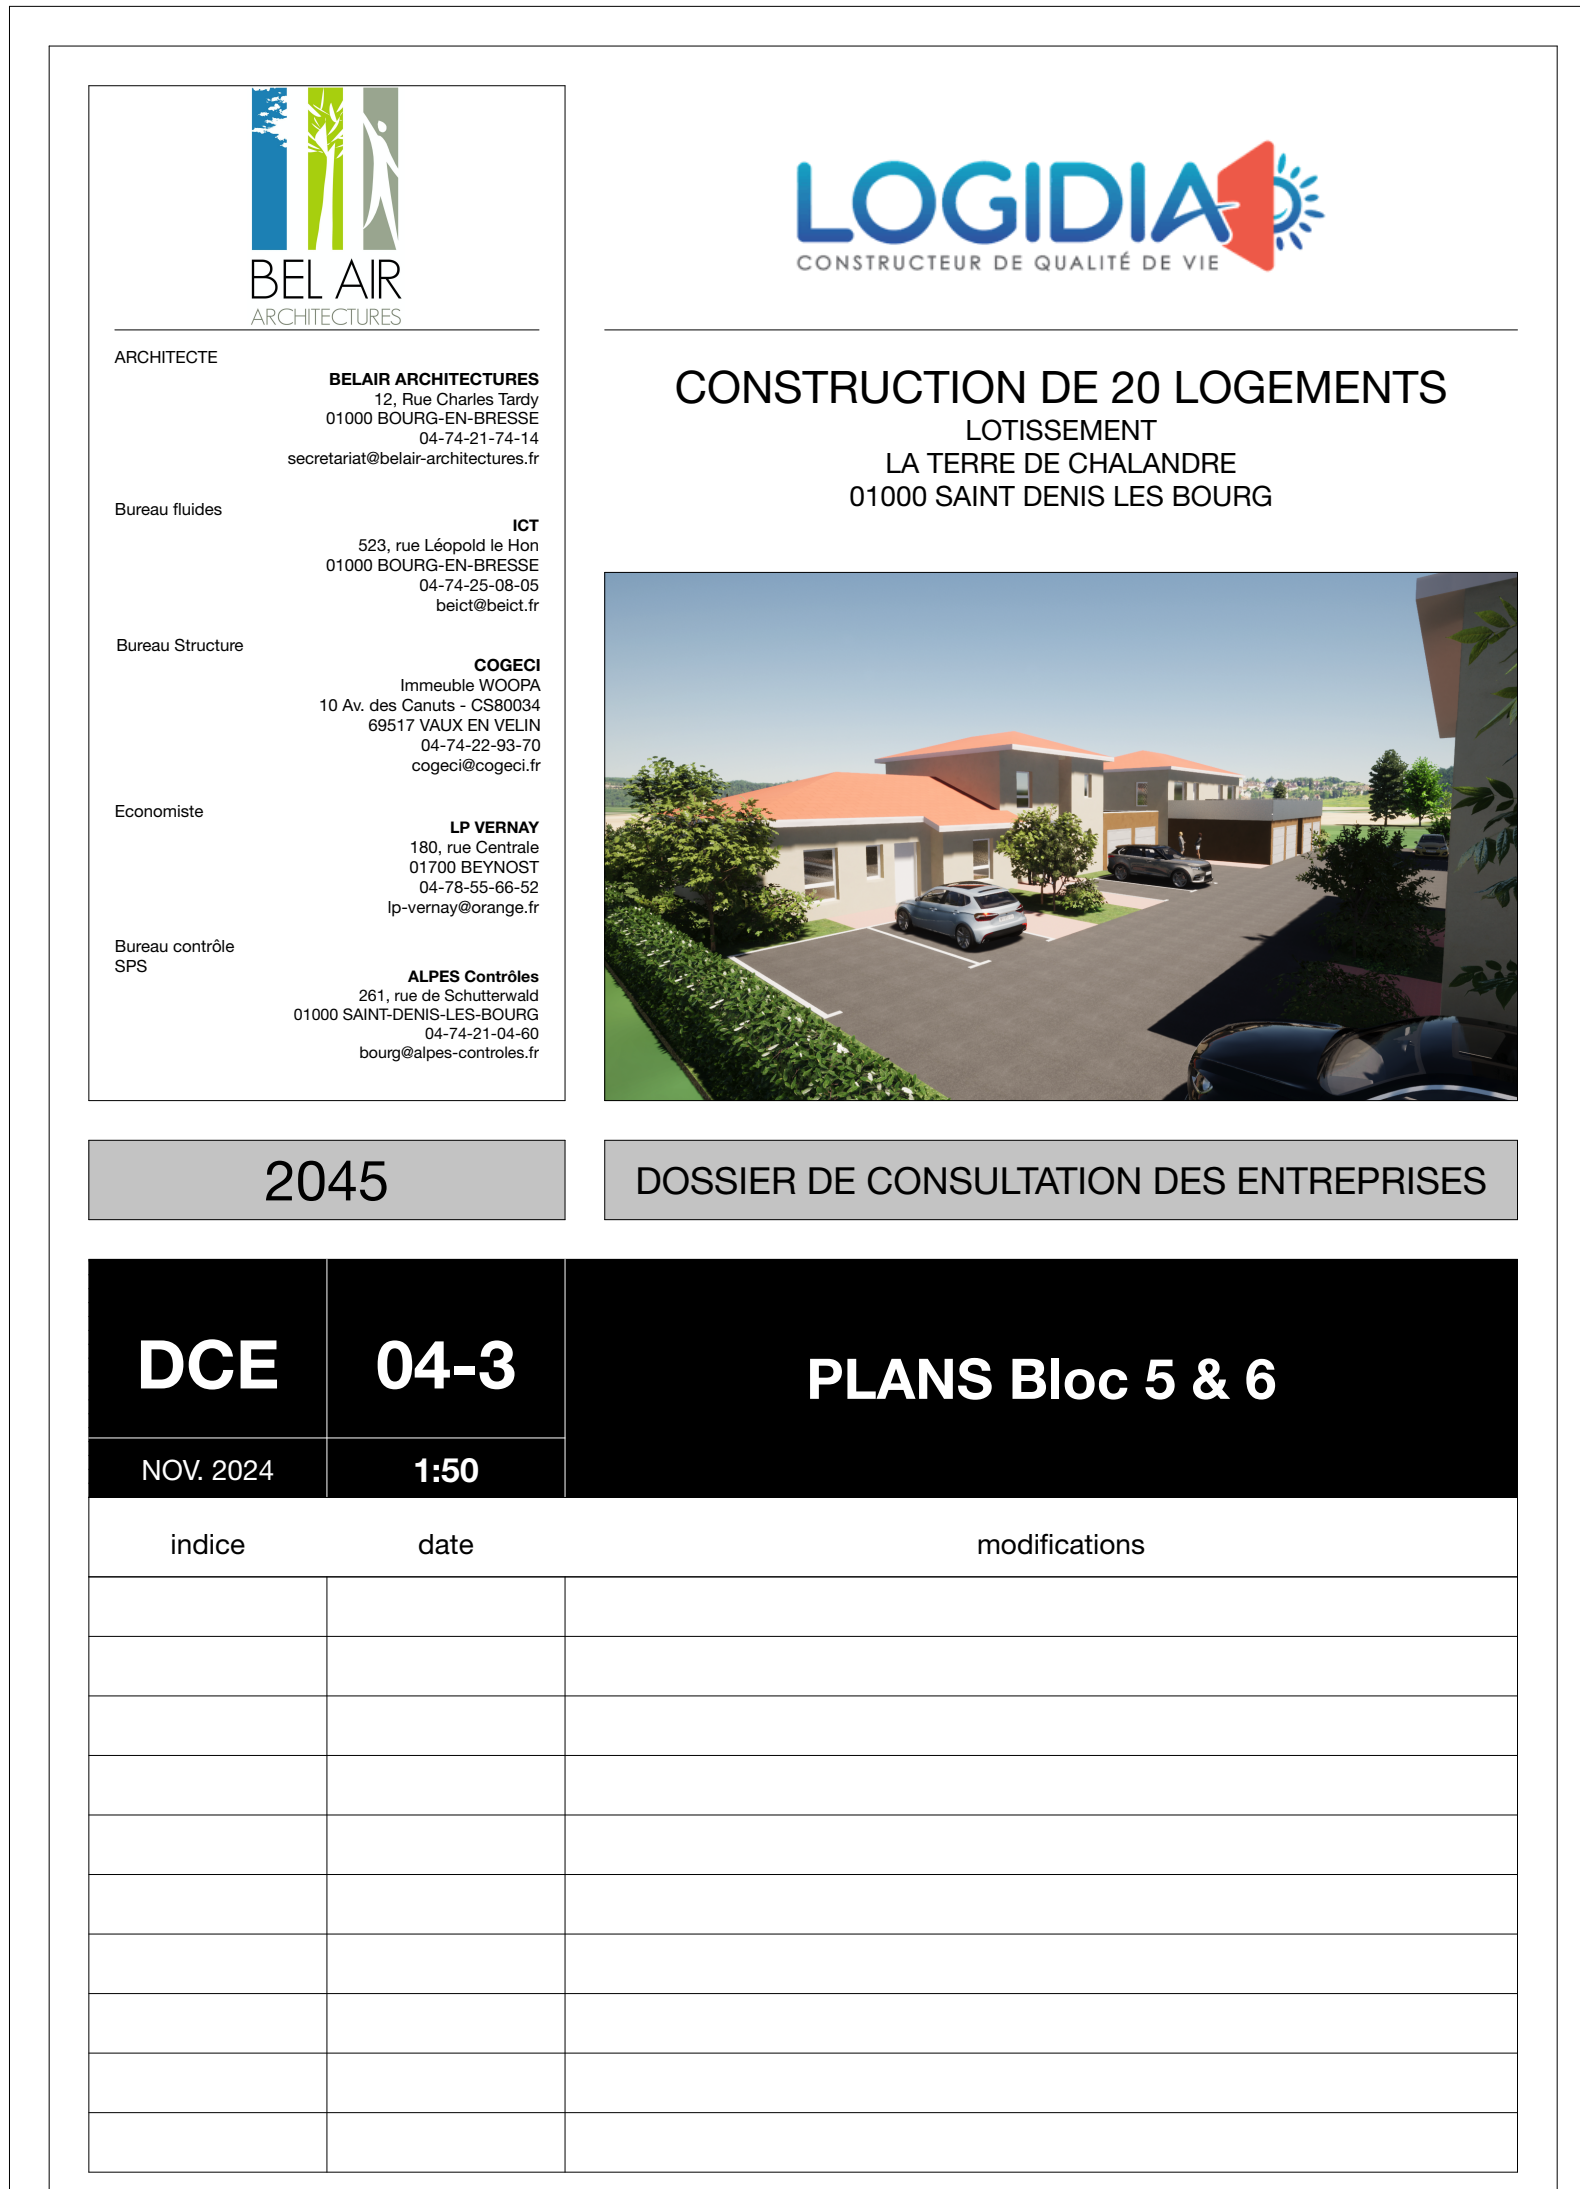 BEL AIR
ARCHITECTURES
ARCHITECTE
BELAIR ARCHITECTURES
12, Rue Charles Tardy
01000 BOURG-EN-BRESSE
04-74-21-74-14
secretariat@belair-architectures.fr
Bureau fluides
ICT
523, rue Léopold le Hon
01000 BOURG-EN-BRESSE
04-74-25-08-05
beict@beict.fr
Bureau Structure
COGECI
Immeuble WOOPA
10 Av. des Canuts - CS80034
69517 VAUX EN VELIN
04-74-22-93-70
cogeci@cogeci.fr
Economiste
LP VERNAY
180, rue Centrale
01700 BEYNOST
04-78-55-66-52
lp-vernay@orange.fr
Bureau contrôle
SPS
ALPES Contrôles
261, rue de Schutterwald
01000 SAINT-DENIS-LES-BOURG
04-74-21-04-60
bourg@alpes-controles.fr
LOGIDIA
CONSTRUCTEUR DE QUALITÉ DE VIE
CONSTRUCTION DE 20 LOGEMENTS
LOTISSEMENT
LA TERRE DE CHALANDRE
01000 SAINT DENIS LES BOURG
2045
DOSSIER DE CONSULTATION DES ENTREPRISES
DCE
04-3
PLANS Bloc 5 & 6
NOV. 2024
1:50
indice
date
modifications